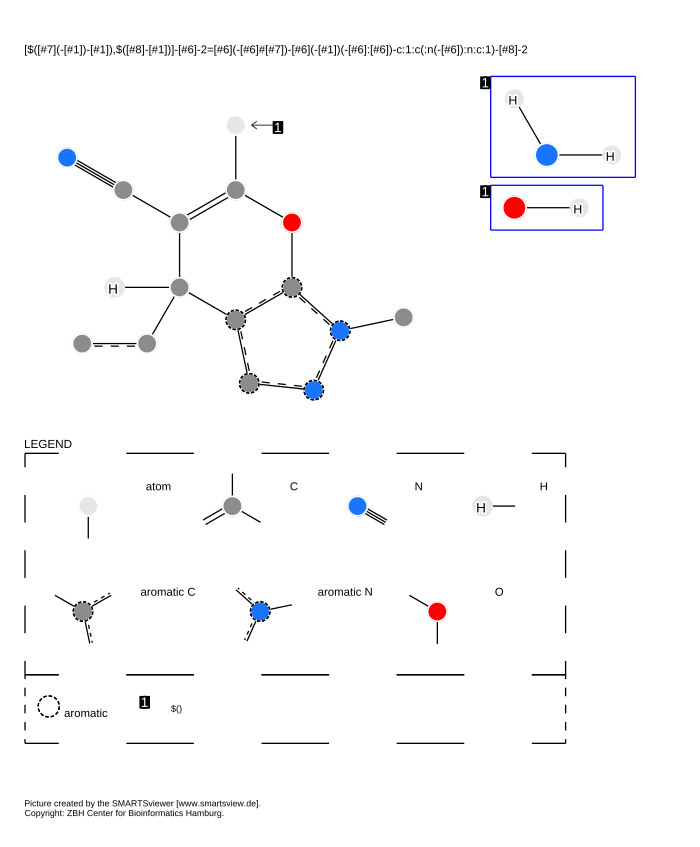 [$([#7](-[#1])-[#1]),$([#8]-[#1])]-[#6]-2=[#6](-[#6]#[#7])-[#6](-[#1])(-[#6]:[#6])-c:1:c(:n(-[#6]):n:c:1)-[#8]-2
1
H
H
1
H
1
H
LEGEND
atom
C
N
H
H
aromatic C
aromatic N
O
aromatic
1
$()
Picture created by the SMARTSviewer [www.smartsview.de].
Copyright: ZBH Center for Bioinformatics Hamburg.